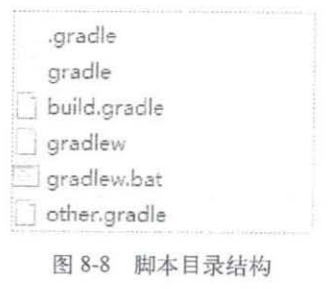 .gradle
gradle
build.gradle
gradlew
gradlew.bat
other.gradle
图 8-8 脚本目录结构